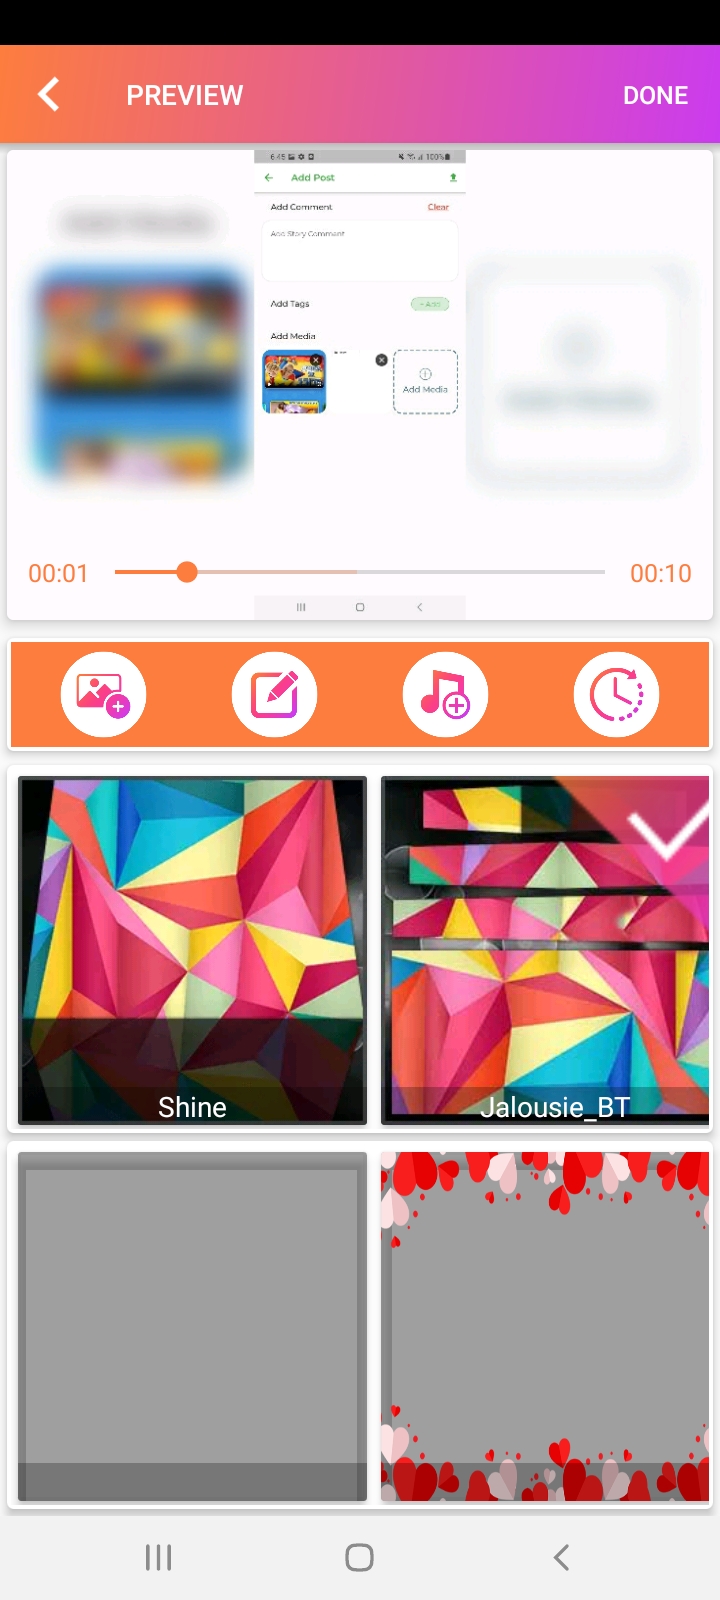 PREVIEW
DONE
6:45
100%
Add Post
Add Comment
Clear
Add Story Comment
Add Tags
+ Add
Add Media
Add Media
00:01
00:10
Shine
Jalousie_BT